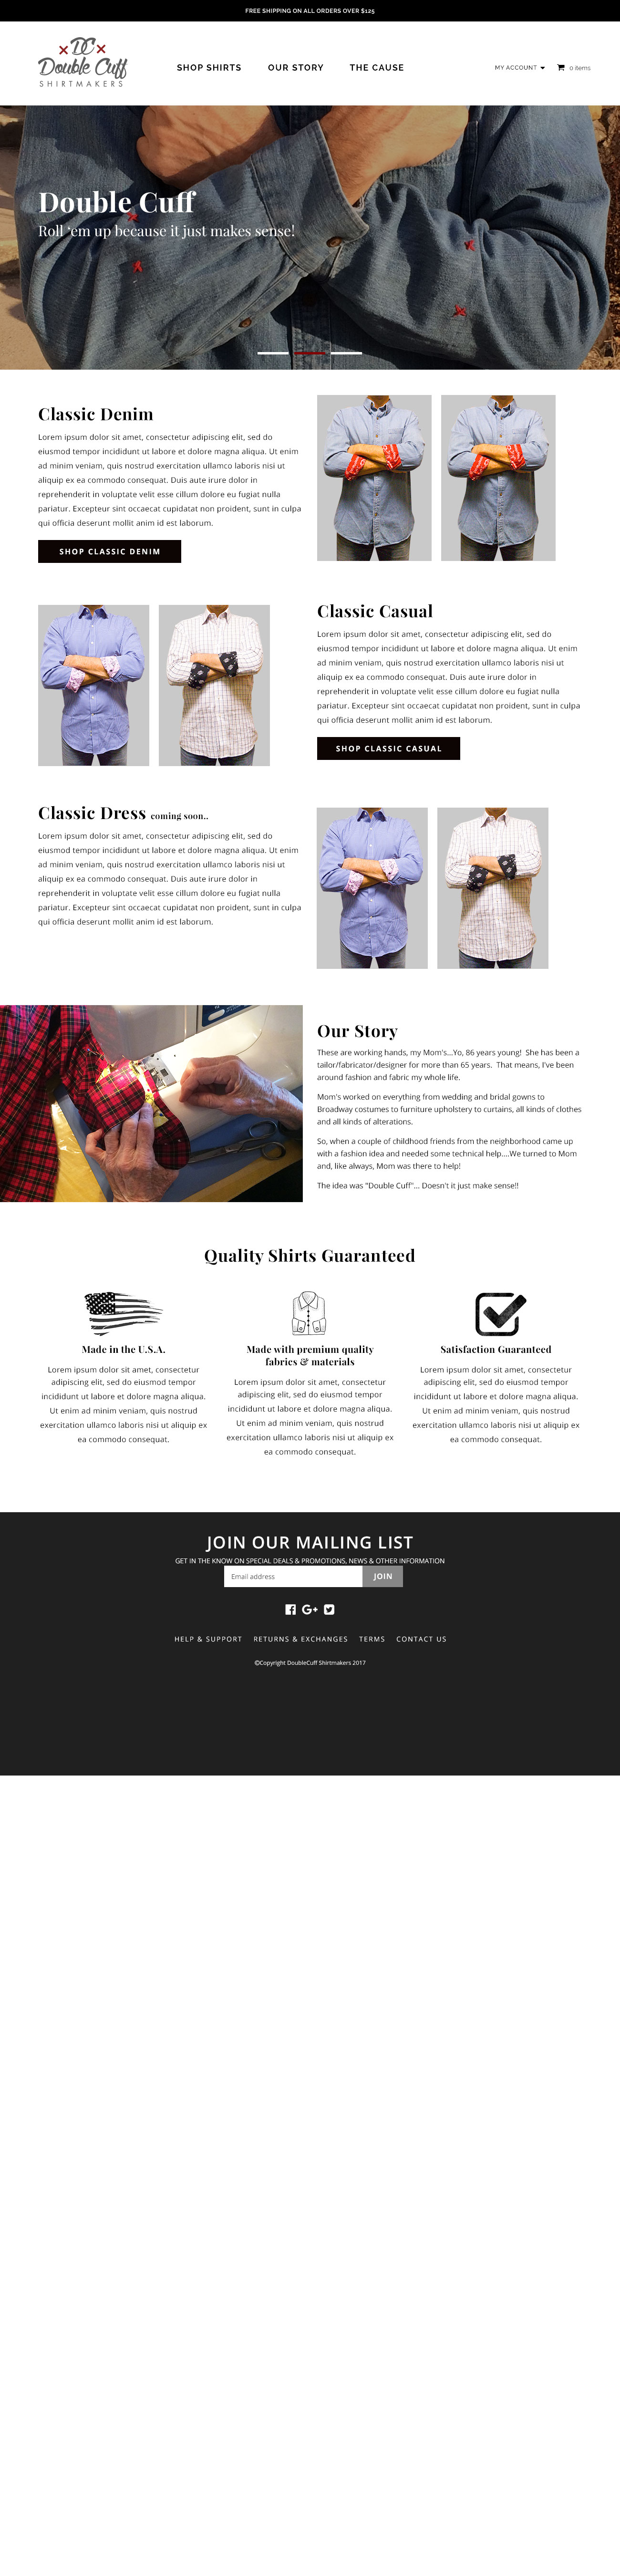 FREE SHIPPING ON ALL ORDERS OVER $125
DC
Double Cuff
SHIRTMAKERS
SHOP SHIRTS
OUR STORY
THE CAUSE
MY ACCOUNT
0 items
Double Cuff
Roll 'em up because it just makes sense!
Classic Denim
Lorem ipsum dolor sit amet, consectetur adipiscing elit, sed do
eiusmod tempor incididunt ut labore et dolore magna aliqua. Ut enim
ad minim veniam, quis nostrud exercitation ullamco laboris nisi ut
aliquip ex ea commodo consequat. Duis aute irure dolor in
reprehenderit in voluptate velit esse cillum dolore eu fugiat nulla
pariatur. Excepteur sint occaecat cupidatat non proident, sunt in culpa
qui officia deserunt mollit anim id est laborum.
SHOP CLASSIC DENIM
Classic Casual
Lorem ipsum dolor sit amet, consectetur adipiscing elit, sed do
eiusmod tempor incididunt ut labore et dolore magna aliqua. Ut enim
ad minim veniam, quis nostrud exercitation ullamco laboris nisi ut
aliquip ex ea commodo consequat. Duis aute irure dolor in
reprehenderit in voluptate velit esse cillum dolore eu fugiat nulla
pariatur. Excepteur sint occaecat cupidatat non proident, sunt in culpa
qui officia deserunt mollit anim id est laborum.
SHOP CLASSIC CASUAL
Classic Dress coming soon..
Lorem ipsum dolor sit amet, consectetur adipiscing elit, sed do
eiusmod tempor incididunt ut labore et dolore magna aliqua. Ut enim
ad minim veniam, quis nostrud exercitation ullamco laboris nisi ut
aliquip ex ea commodo consequat. Duis aute irure dolor in
reprehenderit in voluptate velit esse cillum dolore eu fugiat nulla
pariatur. Excepteur sint occaecat cupidatat non proident, sunt in culpa
qui officia deserunt mollit anim id est laborum.
Our Story
These are working hands, my Mom's...Yo, 86 years young! She has been a
tailor/fabricator/designer for more than 65 years. That means, I've been
around fashion and fabric my whole life.
Mom's worked on everything from wedding and bridal gowns to
Broadway costumes to furniture upholstery to curtains, all kinds of clothes
and all kinds of alterations.
So, when a couple of childhood friends from the neighborhood came up
with a fashion idea and needed some technical help....We turned to Mom
and, like always, Mom was there to help!
The idea was "Double Cuff"... Doesn't it just make sense!!
Quality Shirts Guaranteed
Made in the U.S.A.
Lorem ipsum dolor sit amet, consectetur
adipiscing elit, sed do eiusmod tempor
incididunt ut labore et dolore magna aliqua.
Ut enim ad minim veniam, quis nostrud
exercitation ullamco laboris nisi ut aliquip ex
ea commodo consequat.
Made with premium quality
fabrics & materials
Lorem ipsum dolor sit amet, consectetur
adipiscing elit, sed do eiusmod tempor
incididunt ut labore et dolore magna aliqua.
Ut enim ad minim veniam, quis nostrud
exercitation ullamco laboris nisi ut aliquip ex
ea commodo consequat.
Satisfaction Guaranteed
Lorem ipsum dolor sit amet, consectetur
adipiscing elit, sed do eiusmod tempor
incididunt ut labore et dolore magna aliqua.
Ut enim ad minim veniam, quis nostrud
exercitation ullamco laboris nisi ut aliquip ex
ea commodo consequat.
JOIN OUR MAILING LIST
GET IN THE KNOW ON SPECIAL DEALS & PROMOTIONS, NEWS & OTHER INFORMATION
Email address
JOIN
HELP & SUPPORT
RETURNS & EXCHANGES
TERMS
CONTACT US
©Copyright DoubleCuff Shirtmakers 2017